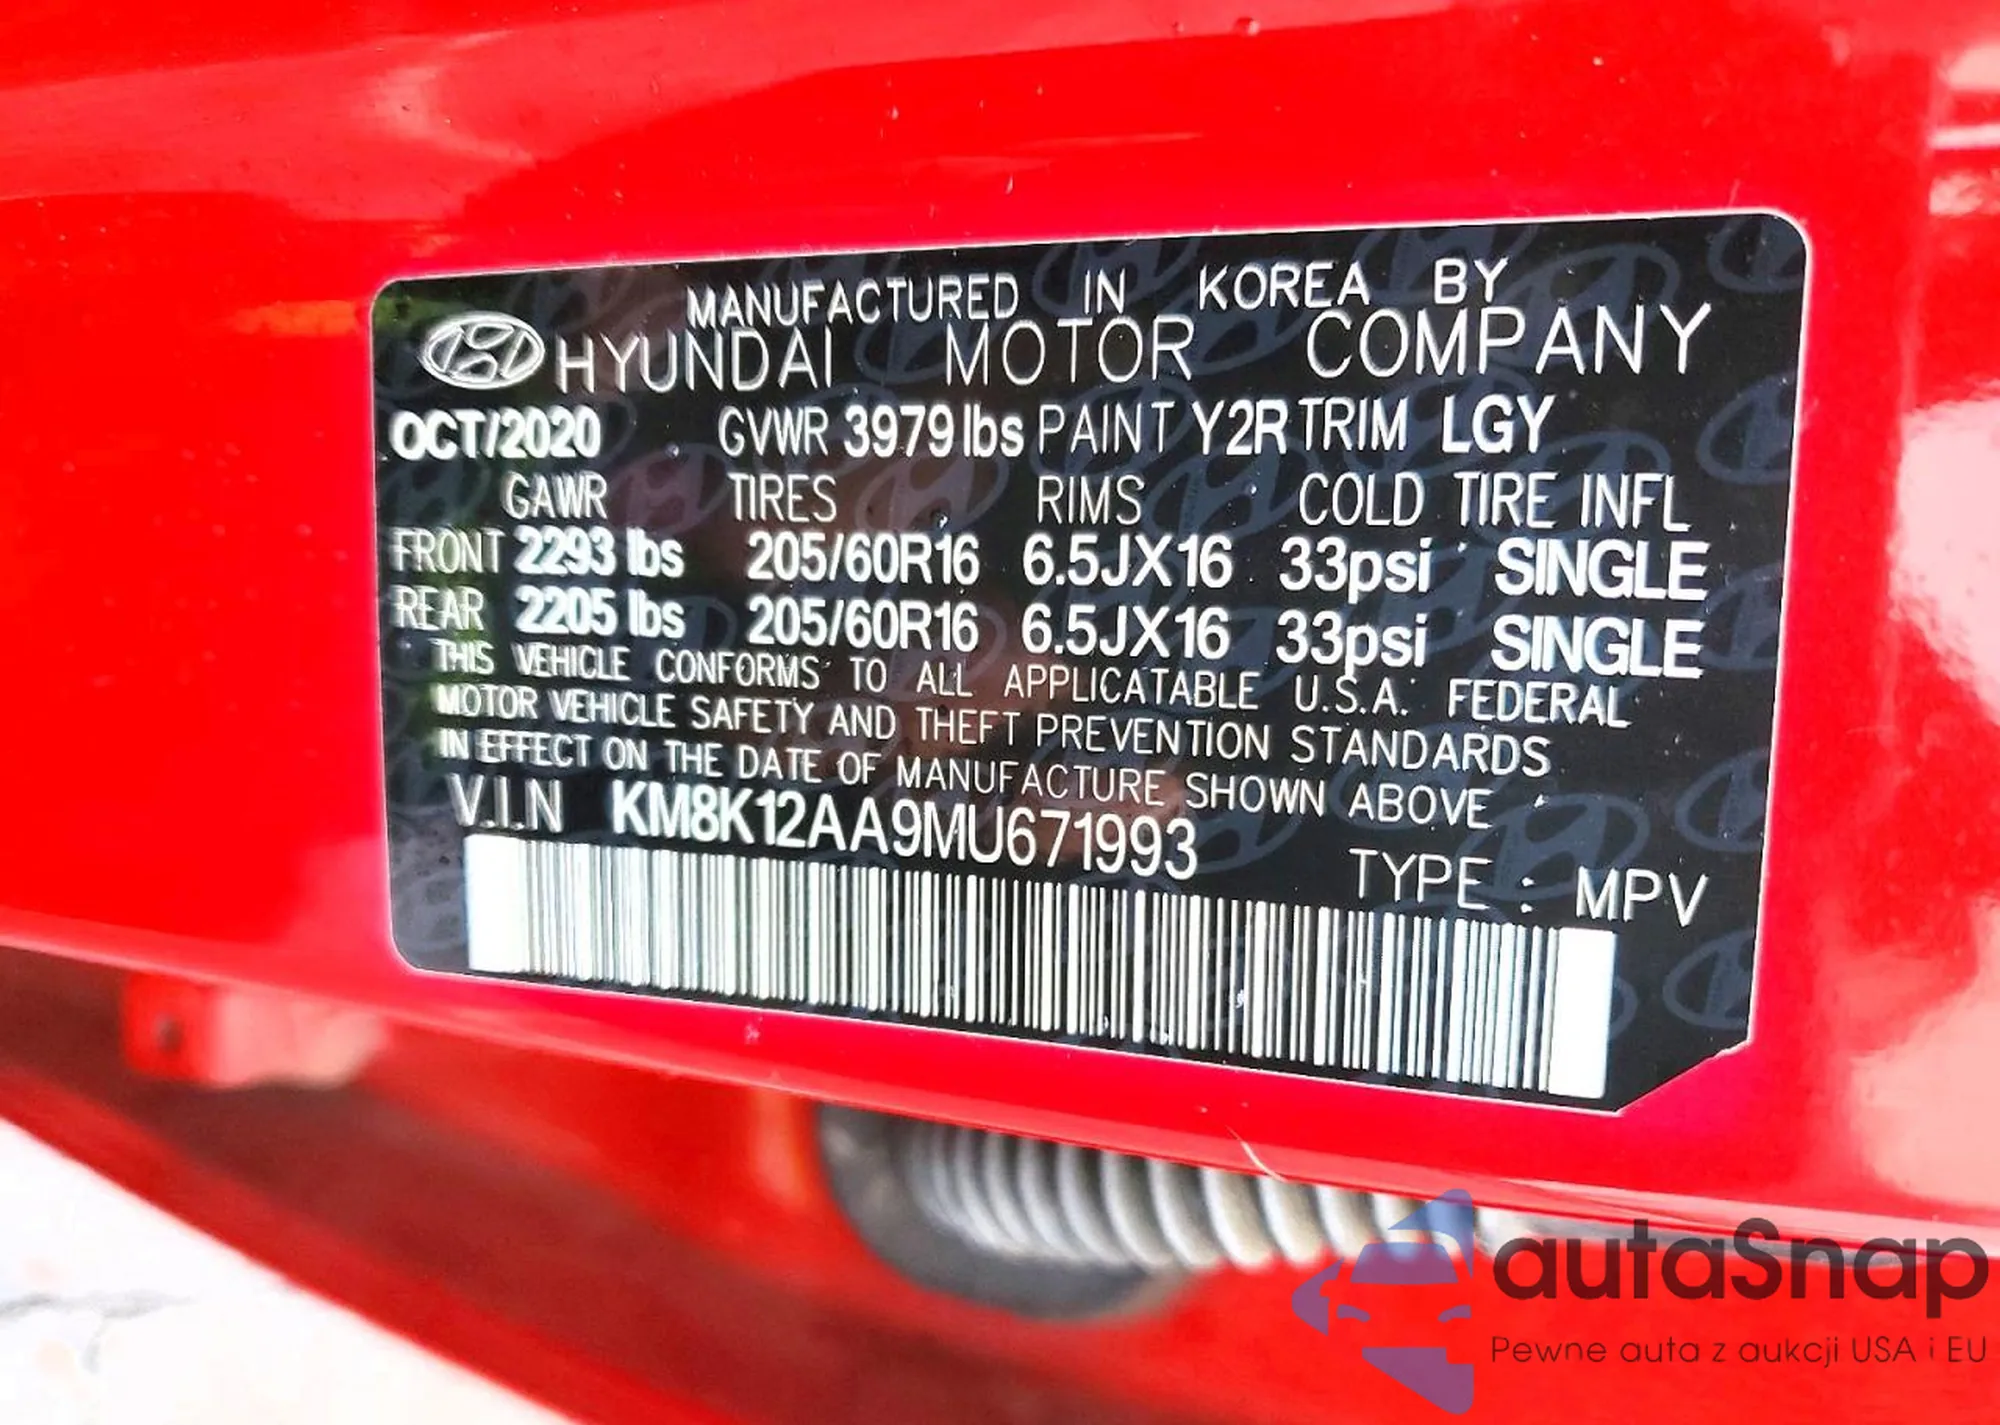 MANUFACTURED IN KOREA BY
HYUNDAI MOTOR COMPANY
OCT/2020 GVWR 3979 lbs PAINT Y2R TRIM LGY
GAWR TIRES RIMS COLD TIRE INFL
FRONT 2293 lbs 205/60R16 6.5JX16 33psi SINGLE
REAR 2205 lbs 205/60R16 6.5JX16 33psi SINGLE
THIS VEHICLE CONFORMS TO ALL APPLICATABLE U.S.A. FEDERAL
MOTOR VEHICLE SAFETY AND THEFT PREVENTION STANDARDS
IN EFFECT ON THE DATE OF MANUFACTURE SHOWN ABOVE
V.I.N KM8K12AA9MU671993
TYPE : MPV
autaSnap
Pewne auta z aukcji USA i EU